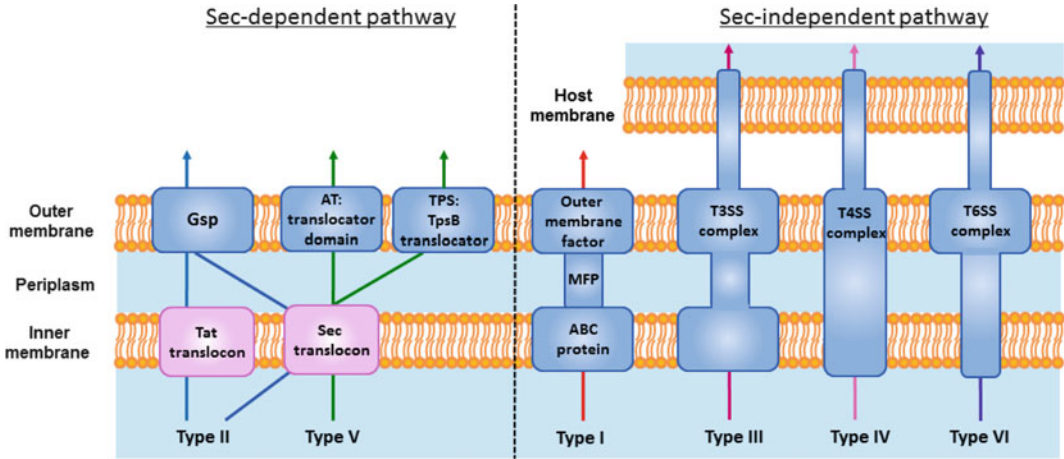 Sec-dependent pathway
Sec-independent pathway
Host
membrane
Outer
membrane
Gsp
AT:
translocator
domain
TPS:
TpsB
translocator
Outer
membrane
factor
T3SS
complex
T4SS
complex
T6SS
complex
Periplasm
MFP
Inner
membrane
Tat
translocon
Sec
translocon
ABC
protein
Type II
Type V
Type I
Type III
Type IV
Type VI